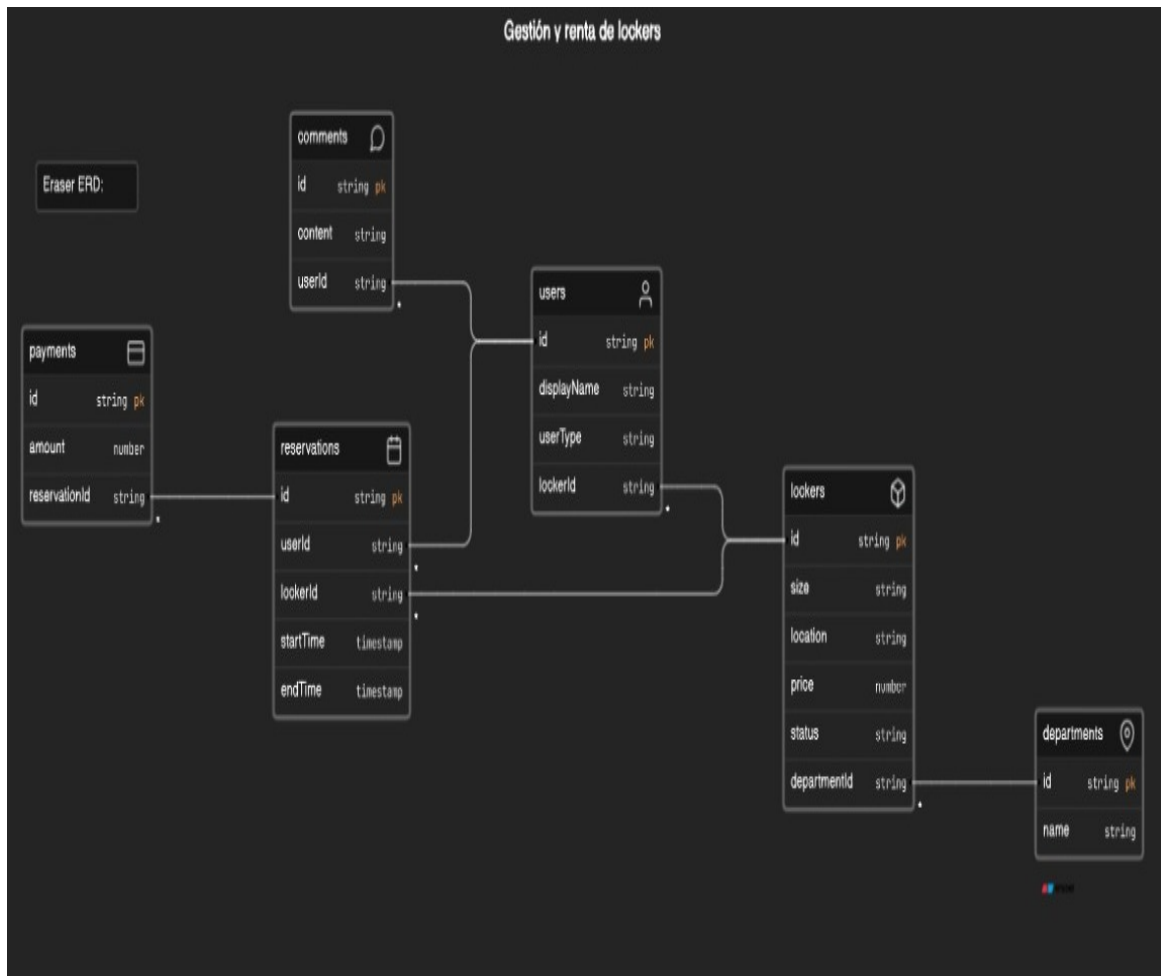 Gestión y renta de lockers
Eraser ERD:
comments
id string pk
content string
userId string
payments
id string pk
amount number
reservationId string
reservations
id string pk
userId string
lockerId string
startTime timestamp
endTime timestamp
users
id string pk
displayName string
userType string
lockerId string
lockers
id string pk
size string
location string
price number
status string
departmentId string
departments
id string pk
name string